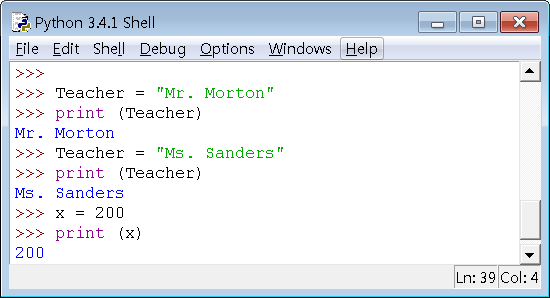 Python 3.4.1 Shell
File Edit Shell Debug Options Windows Help
>>>
>>> Teacher = "Mr. Morton"
>>> print (Teacher)
Mr. Morton
>>> Teacher = "Ms. Sanders"
>>> print (Teacher)
Ms. Sanders
>>> x = 200
>>> print (x)
200
Ln: 39 Col: 4